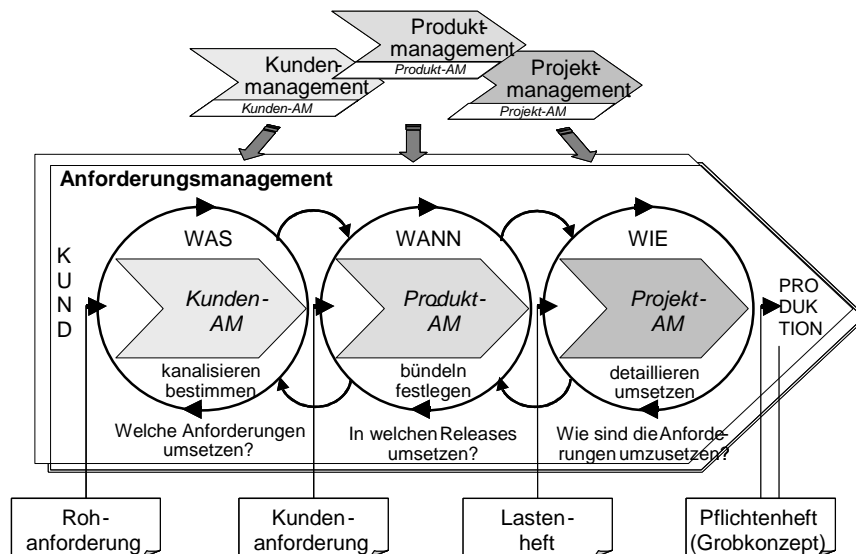 Produkt-
management
Produkt-AM
Kunden-
management
Kunden-AM
Projekt-
management
Projekt-AM
Anforderungsmanagement
K
U
N
D
WAS
Kunden-
AM
kanalisieren
bestimmen
Welche Anforderungen
umsetzen?
WANN
Produkt-
AM
bündeln
festlegen
In welchen Releases
umsetzen?
WIE
Projekt-
AM
detaillieren
umsetzen
Wie sind die Anforde-
rungen umzusetzen?
PRO
DUK
TION
Roh-
anforderung
Kunden-
anforderung
Lasten-
heft
Pflichtenheft
(Grobkonzept)